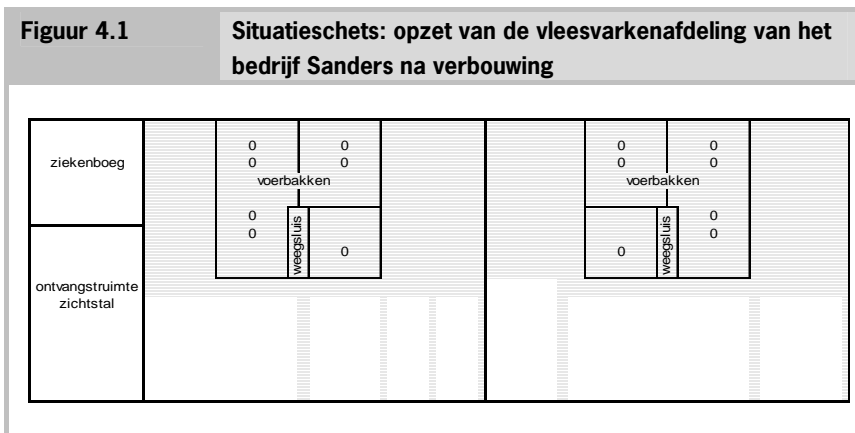 Figuur 4.1
Situatieschets: opzet van de vleesvarkenafdeling van het
bedrijf Sanders na verbouwing
ziekenboeg
0 0 0 0
0 0 0 0
voerbakken voerbakken
0 0
0 0
weegsluis weegsluis
0 0
ontvangstruimte
zichtstal